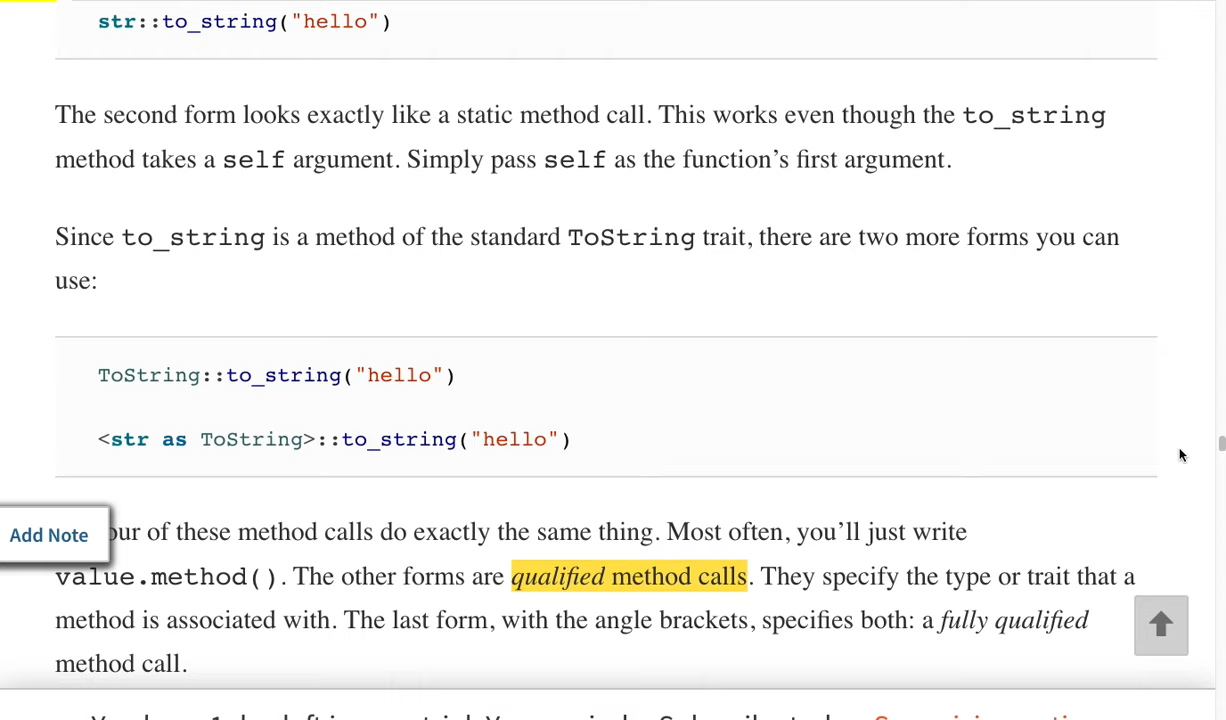 str::to_string("hello")
The second form looks exactly like a static method call. This works even though the to_string
method takes a self argument. Simply pass self as the function’s first argument.
Since to_string is a method of the standard ToString trait, there are two more forms you can
use:
ToString::to_string("hello")
<str as ToString>::to_string("hello")
Add Note
our of these method calls do exactly the same thing. Most often, you’ll just write
value.method(). The other forms are qualified method calls. They specify the type or trait that a
method is associated with. The last form, with the angle brackets, specifies both: a fully qualified
method call.